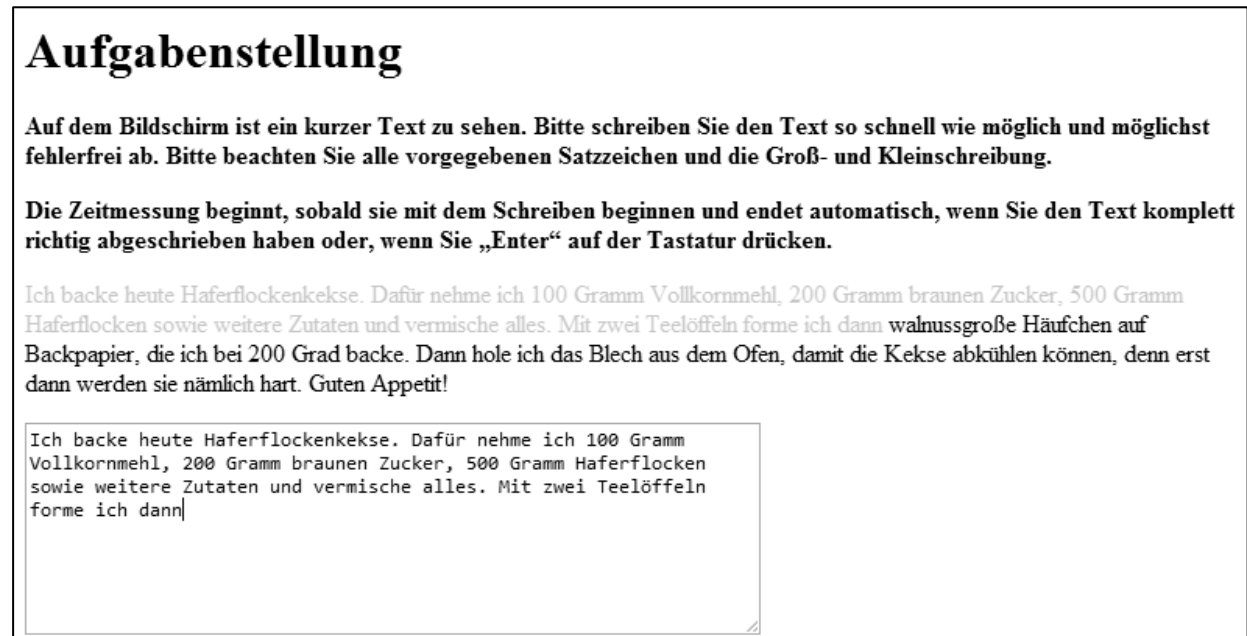 Aufgabenstellung
Auf dem Bildschirm ist ein kurzer Text zu sehen. Bitte schreiben Sie den Text so schnell wie möglich und möglichst
fehlerfrei ab. Bitte beachten Sie alle vorgegebenen Satzzeichen und die Groß- und Kleinschreibung.
Die Zeitmessung beginnt, sobald sie mit dem Schreiben beginnen und endet automatisch, wenn Sie den Text komplett
richtig abgeschrieben haben oder, wenn Sie „Enter“ auf der Tastatur drücken.
Ich backe heute Haferflockenkekse. Dafür nehme ich 100 Gramm Vollkornmehl, 200 Gramm braunen Zucker, 500 Gramm
Haferflocken sowie weitere Zutaten und vermische alles. Mit zwei Teelöffeln forme ich dann walnussgroße Häufchen auf
Backpapier, die ich bei 200 Grad backe. Dann hole ich das Blech aus dem Ofen, damit die Kekse abkühlen können, denn erst
dann werden sie nämlich hart. Guten Appetit!
Ich backe heute Haferflockenkekse. Dafür nehme ich 100 Gramm
Vollkornmehl, 200 Gramm braunen Zucker, 500 Gramm Haferflocken
sowie weitere Zutaten und vermische alles. Mit zwei Teelöffeln
forme ich dann